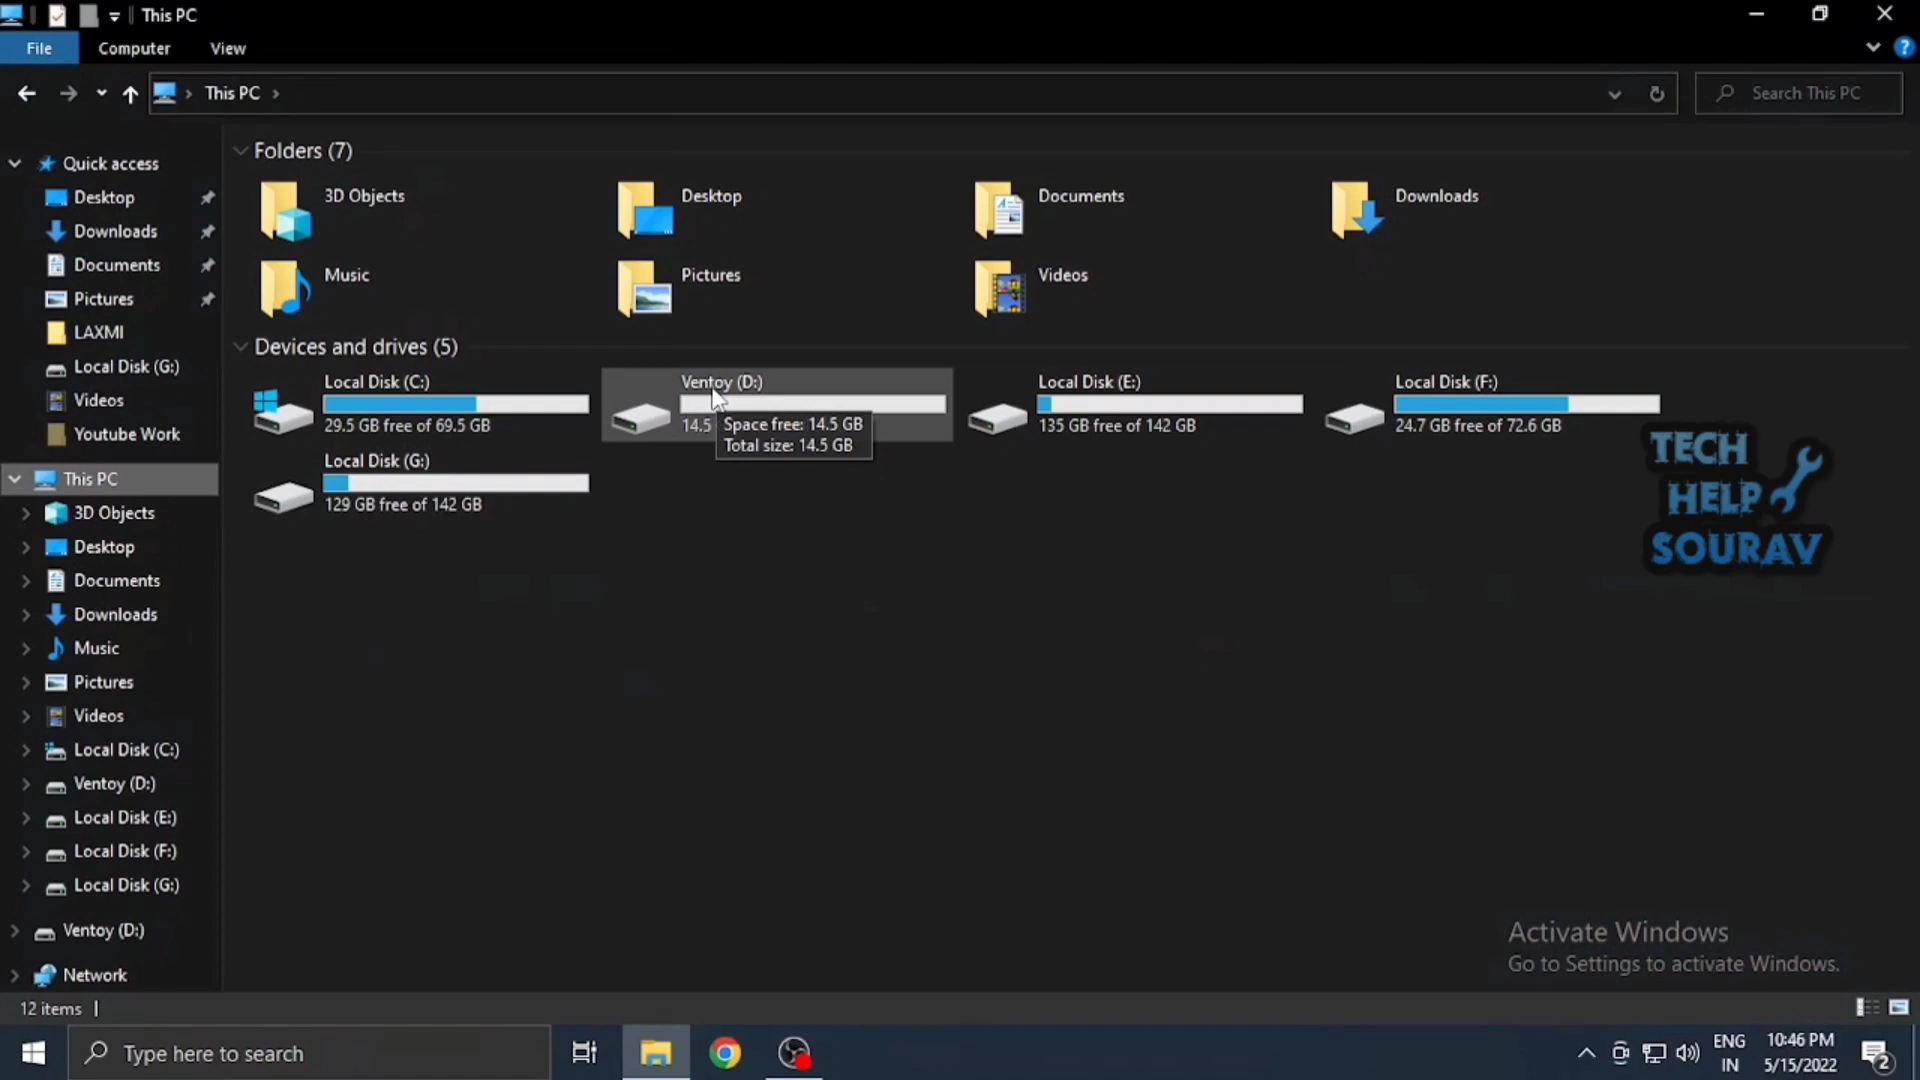 This PC
File
Computer
View
This PC
Search This PC
Quick access
Desktop
Downloads
Documents
Pictures
LAXMI
Local Disk (G:)
Videos
Youtube Work
This PC
3D Objects
Desktop
Documents
Downloads
Music
Pictures
Videos
Local Disk (C:)
Ventoy (D:)
Local Disk (E:)
Local Disk (F:)
Local Disk (G:)
Ventoy (D:)
Network
Folders (7)
3D Objects
Desktop
Documents
Downloads
Music
Pictures
Videos
Devices and drives (5)
Local Disk (C:)
29.5 GB free of 69.5 GB
Ventoy (D:)
14.5
Space free: 14.5 GB
Total size: 14.5 GB
Local Disk (E:)
135 GB free of 142 GB
Local Disk (F:)
24.7 GB free of 72.6 GB
Local Disk (G:)
129 GB free of 142 GB
TECH
HELP
SOURAV
Activate Windows
Go to Settings to activate Windows.
12 items
Type here to search
ENG
IN
10:46 PM
5/15/2022
2